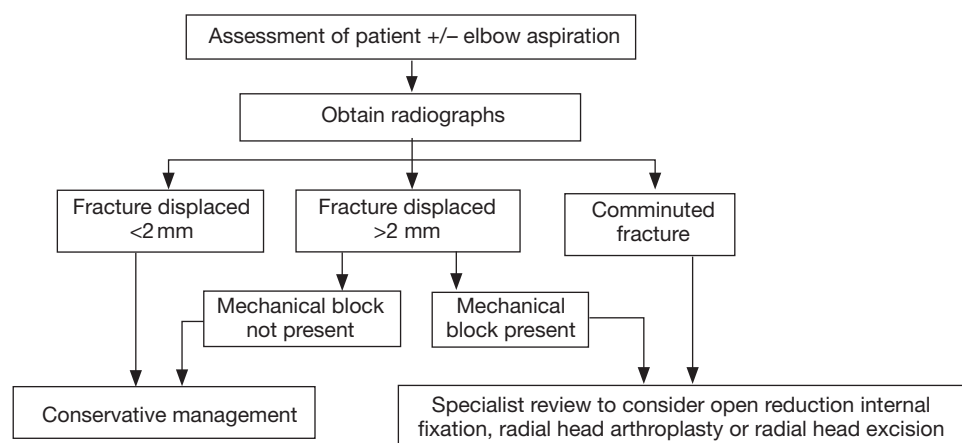 Assessment of patient +/– elbow aspiration
Obtain radiographs
Fracture displaced
<2 mm
Fracture displaced
>2 mm
Comminuted
fracture
Mechanical block
not present
Mechanical
block present
Conservative management
Specialist review to consider open reduction internal
fixation, radial head arthroplasty or radial head excision